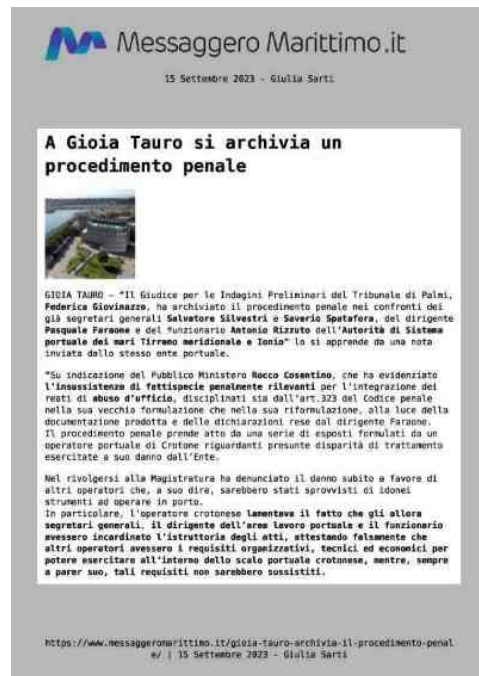 Messaggero Marittimo.it
15 Settembre 2023 - Giulia Sarti
A Gioia Tauro si archivia un
procedimento penale
GIOIA TAURO – "Il Giudice per le Indagini Preliminari del Tribunale di Palmi,
Federica Giovinazzo, ha archiviato il procedimento penale nei confronti dei
già segretari generali Salvatore Silvestri e Saverio Spatafora, del dirigente
Pasquale Faraone e del funzionario Antonio Rizzuto dell'Autorità di Sistema
portuale dei mari Tirreno meridionale e Ionio" lo si apprende da una nota
inviata dallo stesso ente portuale.
"Su indicazione del Pubblico Ministero Rocco Cosentino, che ha evidenziato
l'insussistenza di fattispecie penalmente rilevanti per l'integrazione dei
reati di abuso d'ufficio, disciplinati sia dall'art.323 del Codice penale
nella sua vecchia formulazione che nella sua riformulazione, alla luce della
documentazione prodotta e delle dichiarazioni rese dal dirigente Faraone.
Il procedimento penale prende atto da una serie di esposti formulati da un
operatore portuale di Crotone riguardanti presunte disparità di trattamento
esercitate a suo danno dall'Ente.
Nel rivolgersi alla Magistratura ha denunciato il danno subito a favore di
altri operatori che, a suo dire, sarebbero stati sprovvisti di idonei
strumenti ad operare in porto.
In particolare, l'operatore crotonese lamentava il fatto che gli allora
segretari generali, il dirigente dell'area lavoro portuale e il funzionario
avessero incardinato l'istruttoria degli atti, attestando falsamente che
altri operatori avessero i requisiti organizzativi, tecnici ed economici per
potere esercitare all'interno dello scalo portuale crotonese, mentre, sempre
a parer suo, tali requisiti non sarebbero sussistiti.
https://www.messaggeromarittimo.it/gioia-tauro-archivia-il-procedimento-penal
e/ | 15 Settembre 2023 - Giulia Sarti